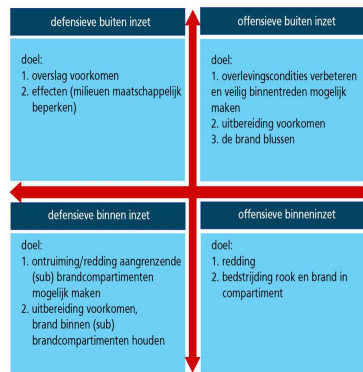 defensieve buiten inzet
doel:
1. overslag voorkomen
2. effecten (milieuen maatschappelijk
beperken)
offensieve buiten inzet
doel:
1. overlevingscondities verbeteren
en veilig binnentreden mogelijk
maken
2. uitbereiding voorkomen
3. de brand blussen
defensieve binnen inzet
doel:
1. ontruiming/redding aangrenzende
(sub) brandcompartimenten
mogelijk maken
2. uitbereiding voorkomen,
brand binnen (sub)
brandcompartimenten houden
offensieve binneninzet
doel:
1. redding
2. bedstrijding rook en brand in
compartiment